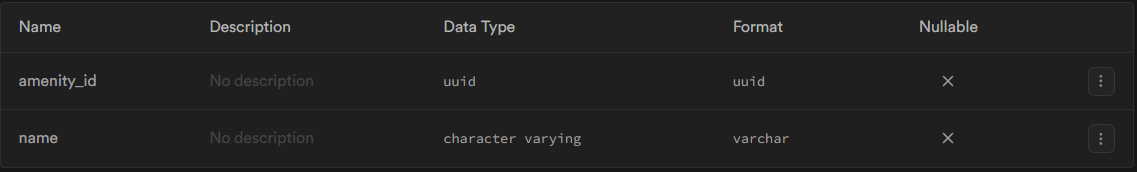 Name Description Data Type Format Nullable
amenity_id No description uuid uuid
name No description character varying varchar